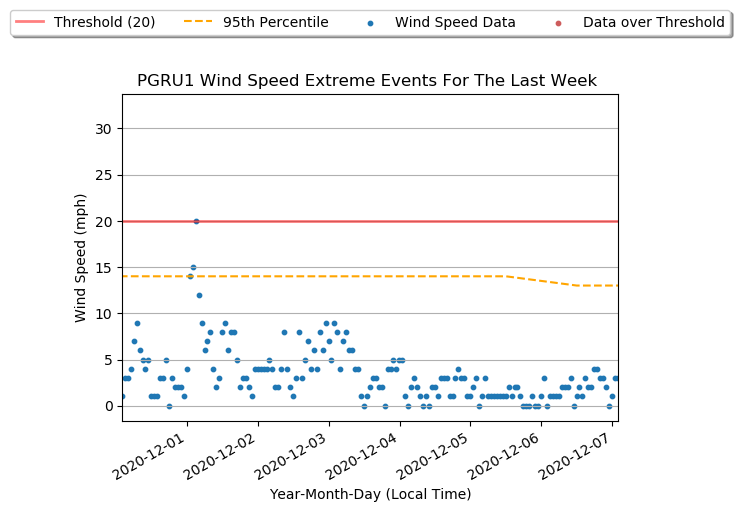 Threshold (20) 95th Percentile Wind Speed Data Data over Threshold
PGRU1 Wind Speed Extreme Events For The Last Week
30
25
20
15
10
5
0
Wind Speed (mph)
2020-12-01 2020-12-02 2020-12-03 2020-12-04 2020-12-05 2020-12-06 2020-12-07
Year-Month-Day (Local Time)